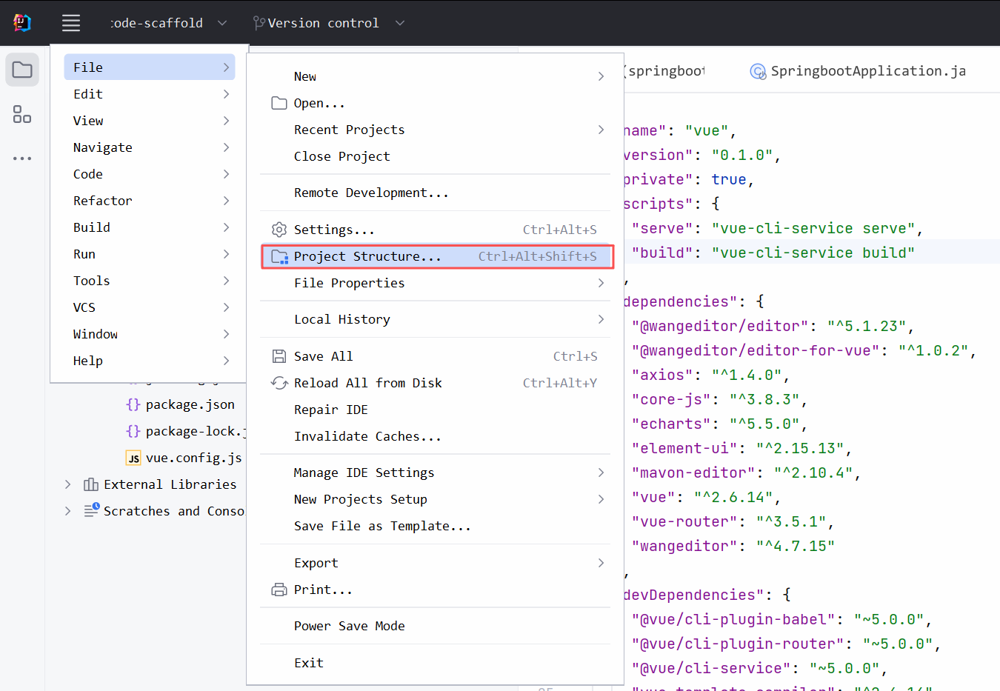 ode-scaffold
Version control
File
Edit
View
Navigate
Code
Refactor
Build
Run
Tools
VCS
Window
Help
New
Open...
Recent Projects
Close Project
Remote Development...
Settings... Ctrl+Alt+S
Project Structure... Ctrl+Alt+Shift+S
File Properties
Local History
Save All Ctrl+S
Reload All from Disk Ctrl+Alt+Y
Repair IDE
Invalidate Caches...
Manage IDE Settings
New Projects Setup
Save File as Template...
Export
Print...
Power Save Mode
Exit
package.json
package-lock.j
JS vue.config.js
External Libraries
Scratches and Conso
(springboot
SpringbootApplication.ja
name": "vue",
version": "0.1.0",
private": true,
scripts": {
"serve": "vue-cli-service serve",
"build": "vue-cli-service build"
,
dependencies": {
"@wangeditor/editor": "^5.1.23",
"@wangeditor/editor-for-vue": "^1.0.2",
"axios": "^1.4.0",
"core-js": "^3.8.3",
"echarts": "^5.5.0",
"element-ui": "^2.15.13",
"mavon-editor": "^2.10.4",
"vue": "^2.6.14",
"vue-router": "^3.5.1",
"wangeditor": "^4.7.15"
,
devDependencies": {
"@vue/cli-plugin-babel": "~5.0.0",
"@vue/cli-plugin-router": "~5.0.0",
"@vue/cli-service": "~5.0.0",